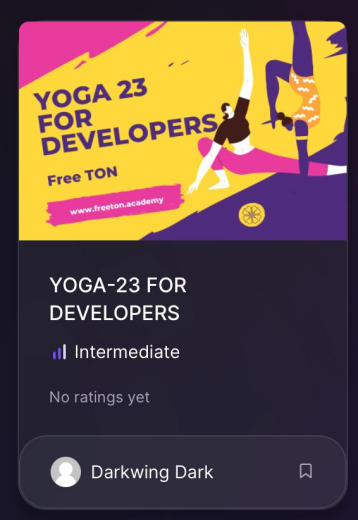 YOGA 23
FOR
DEVELOPERS
Free TON
www.freeton.academy
YOGA-23 FOR
DEVELOPERS
Intermediate
No ratings yet
Darkwing Dark